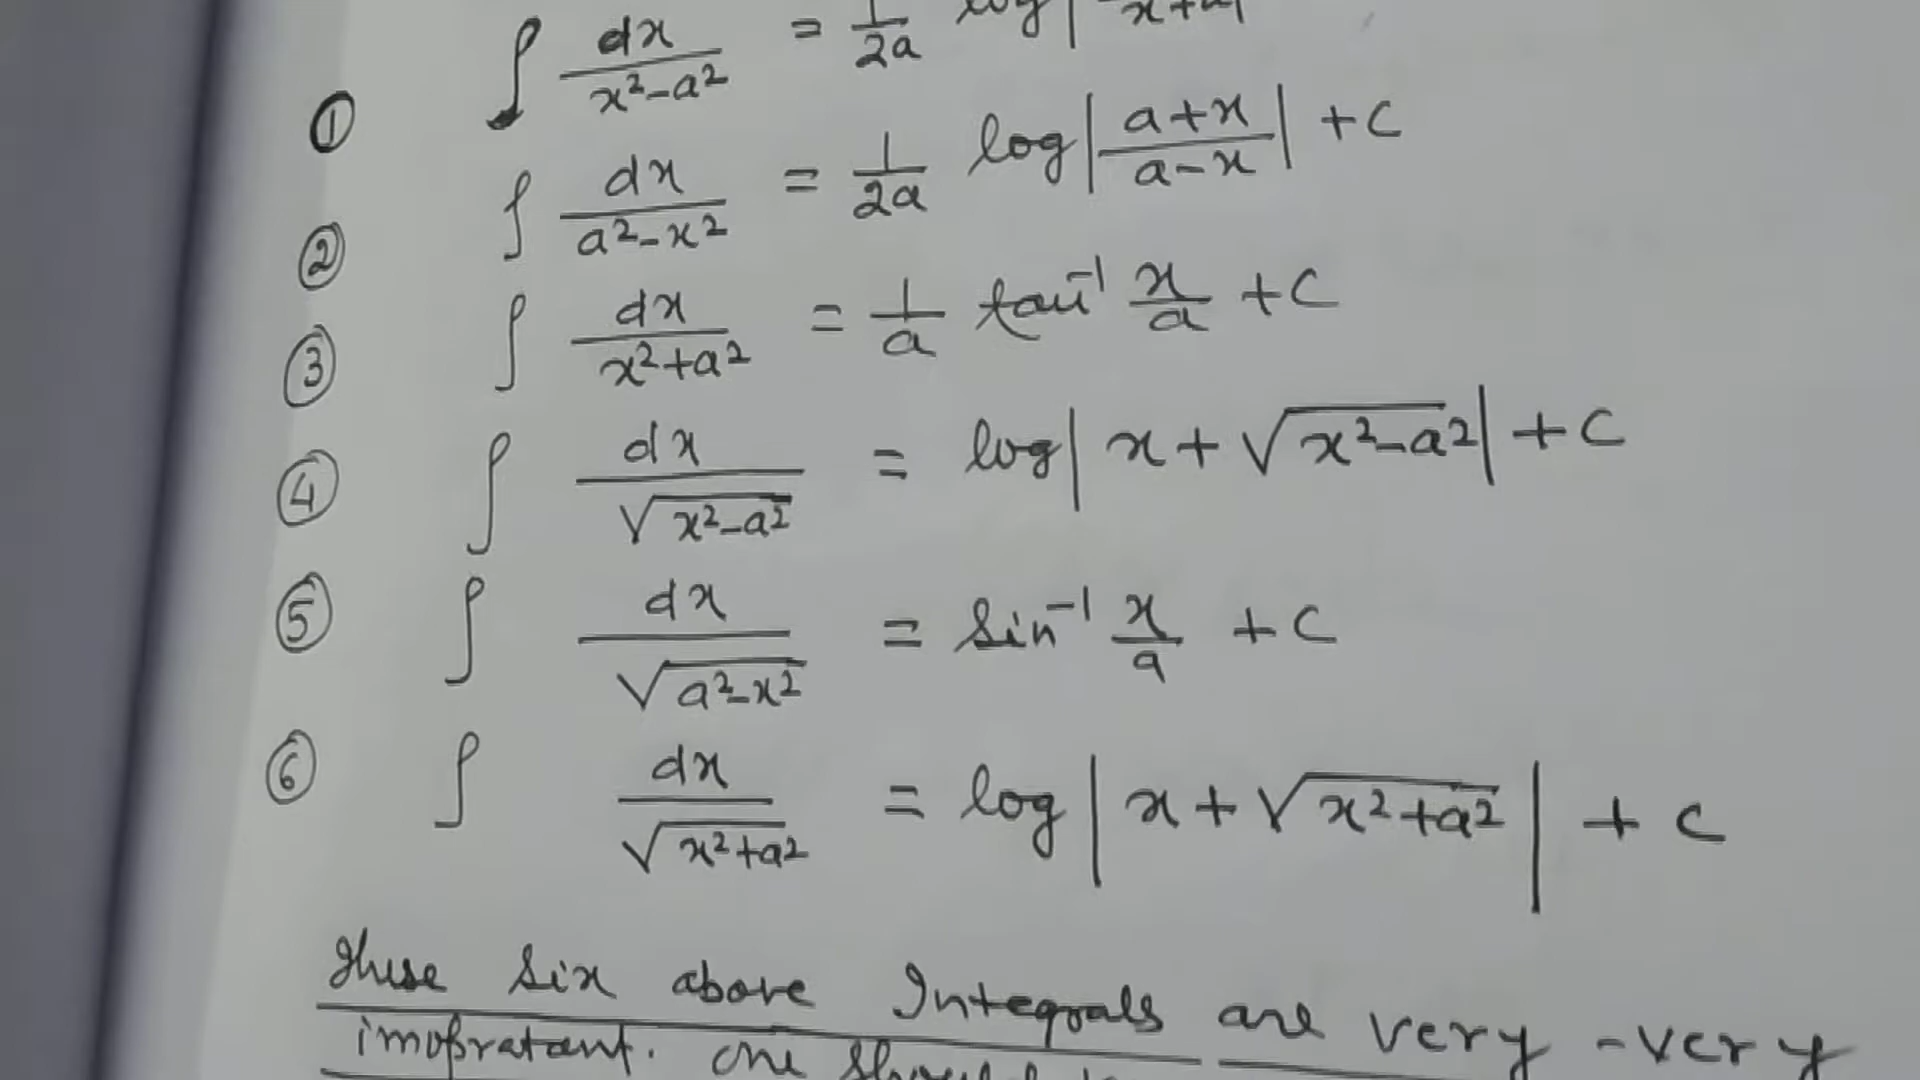 ① ∫ dx/(x²-a²) = 1/2a log|
② ∫ dx/(a²-x²) = 1/2a log|(a+x)/(a-x)| + c
③ ∫ dx/(x²+a²) = 1/a tan⁻¹ x/a + c
④ ∫ dx/√(x²-a²) = log|x+√(x²-a²)| + c
⑤ ∫ dx/√(a²-x²) = sin⁻¹ x/a + c
⑥ ∫ dx/√(x²+a²) = log|x+√(x²+a²)| + c
These six above Integrals are very-very
imopratant. One should